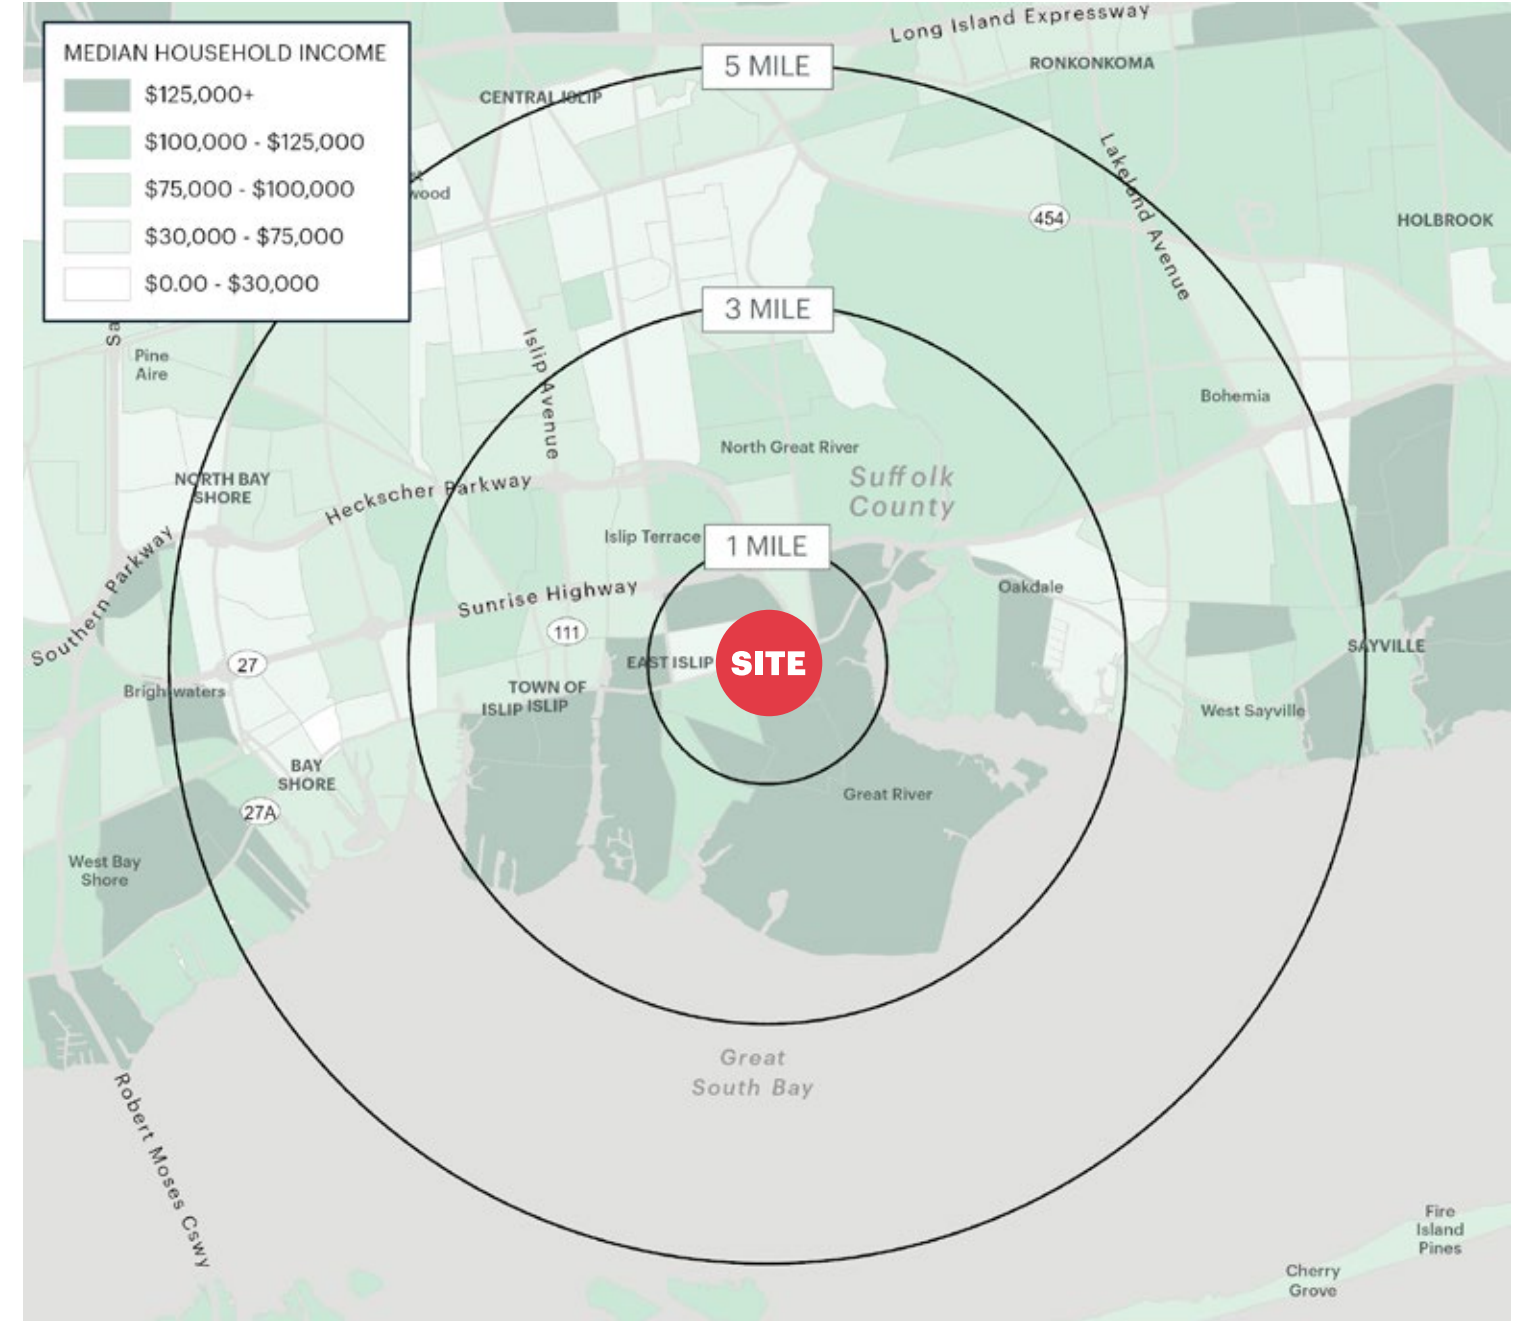 MEDIAN HOUSEHOLD INCOME
$125,000+
$100,000 - $125,000
$75,000 - $100,000
$30,000 - $75,000
$0.00 - $30,000
Long Island Expressway
5 MILE
RONKONKOMA
CENTRAL ISLIP
Lakeland Avenue
wood
454
HOLBROOK
3 MILE
Sa
Pine
Aire
Islip Avenue
Bohemia
North Great River
Suffolk
County
NORTH BAY
SHORE
Heckscher Parkway
Southern Parkway
Islip Terrace
1 MILE
Sunrise Highway
Oakdale
111
27
EAST ISLIP
SITE
SAYVILLE
Brightwaters
TOWN OF
ISLIP ISLIP
West Sayville
BAY
SHORE
27A
Great River
West Bay
Shore
Great
South Bay
Robert Moses Cswy
Fire
Island
Pines
Cherry
Grove